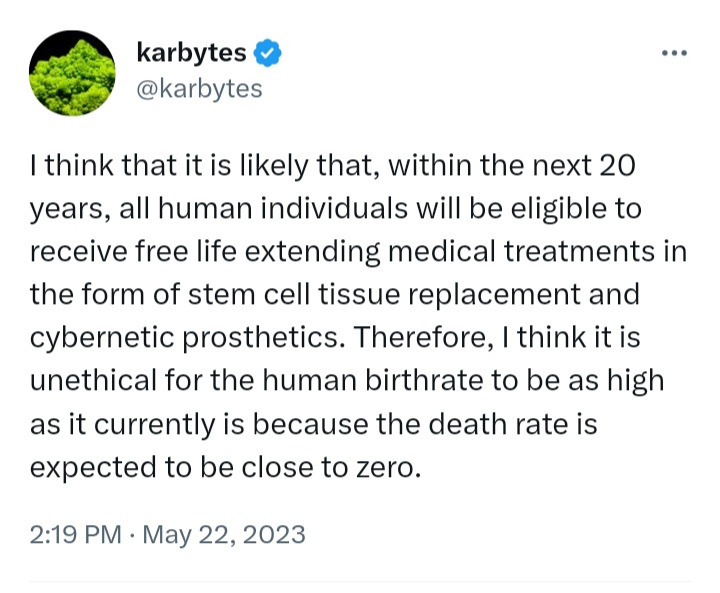 karbytes
@karbytes
I think that it is likely that, within the next 20
years, all human individuals will be eligible to
receive free life extending medical treatments in
the form of stem cell tissue replacement and
cybernetic prosthetics. Therefore, I think it is
unethical for the human birthrate to be as high
as it currently is because the death rate is
expected to be close to zero.
2:19 PM · May 22, 2023